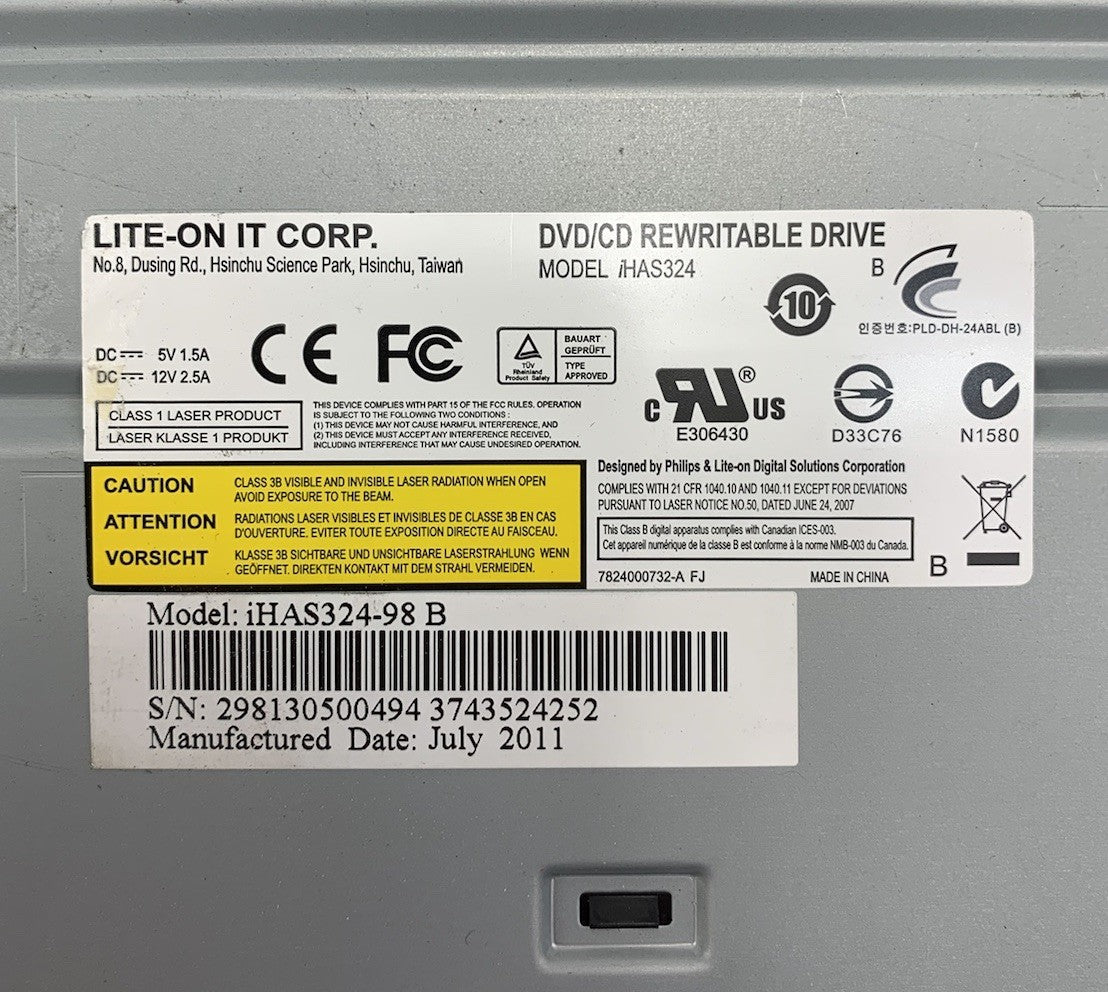 LITE-ON IT CORP.
No.8, Dusing Rd., Hsinchu Science Park, Hsinchu, Taiwan
DVD/CD REWRITABLE DRIVE
MODEL iHAS324
B
10
인증번호:PLD-DH-24ABL (B)
DC 5V 1.5A
DC 12V 2.5A
CE
FC
TÜV
Rheinland
Product Safety
BAUART
GEPRÜFT
TYPE
APPROVED
c RU ® US
E306430
D33C76
N1580
CLASS 1 LASER PRODUCT
LASER KLASSE 1 PRODUKT
THIS DEVICE COMPLIES WITH PART 15 OF THE FCC RULES. OPERATION
IS SUBJECT TO THE FOLLOWING TWO CONDITIONS :
(1) THIS DEVICE MAY NOT CAUSE HARMFUL INTERFERENCE, AND
(2) THIS DEVICE MUST ACCEPT ANY INTERFERENCE RECEIVED,
INCLUDING INTERFERENCE THAT MAY CAUSE UNDESIRED OPERATION.
CAUTION
CLASS 3B VISIBLE AND INVISIBLE LASER RADIATION WHEN OPEN
AVOID EXPOSURE TO THE BEAM.
ATTENTION
RADIATIONS LASER VISIBLES ET INVISIBLES DE CLASSE 3B EN CAS
D'OUVERTURE. EVITER TOUTE EXPOSITION DIRECTE AU FAISCEAU.
VORSICHT
KLASSE 3B SICHTBARE UND UNSICHTBARE LASERSTRAHLUNG WENN
GEÖFFNET. DIREKTEN KONTAKT MIT DEM STRAHL VERMEIDEN.
Designed by Philips & Lite-on Digital Solutions Corporation
COMPLIES WITH 21 CFR 1040.10 AND 1040.11 EXCEPT FOR DEVIATIONS
PURSUANT TO LASER NOTICE NO.50, DATED JUNE 24, 2007
This Class B digital apparatus complies with Canadian ICES-003.
Cet appareil numérique de la classe B est conforme à la norme NMB-003 du Canada.
7824000732-A FJ
MADE IN CHINA
B
Model: iHAS324-98 B
S/N: 298130500494 3743524252
Manufactured Date: July 2011